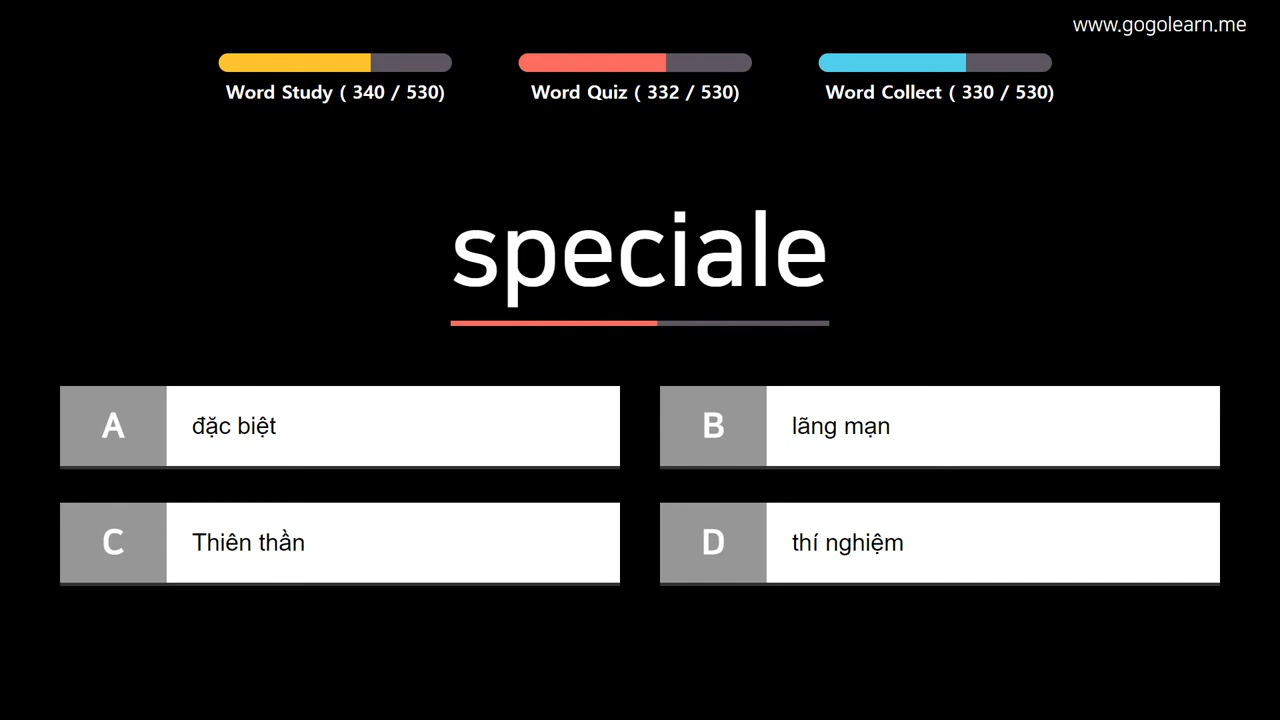 www.gogolearn.me
Word Study ( 340 / 530)
Word Quiz ( 332 / 530)
Word Collect ( 330 / 530)
speciale
A đặc biệt
B lãng mạn
C Thiên thần
D thí nghiệm